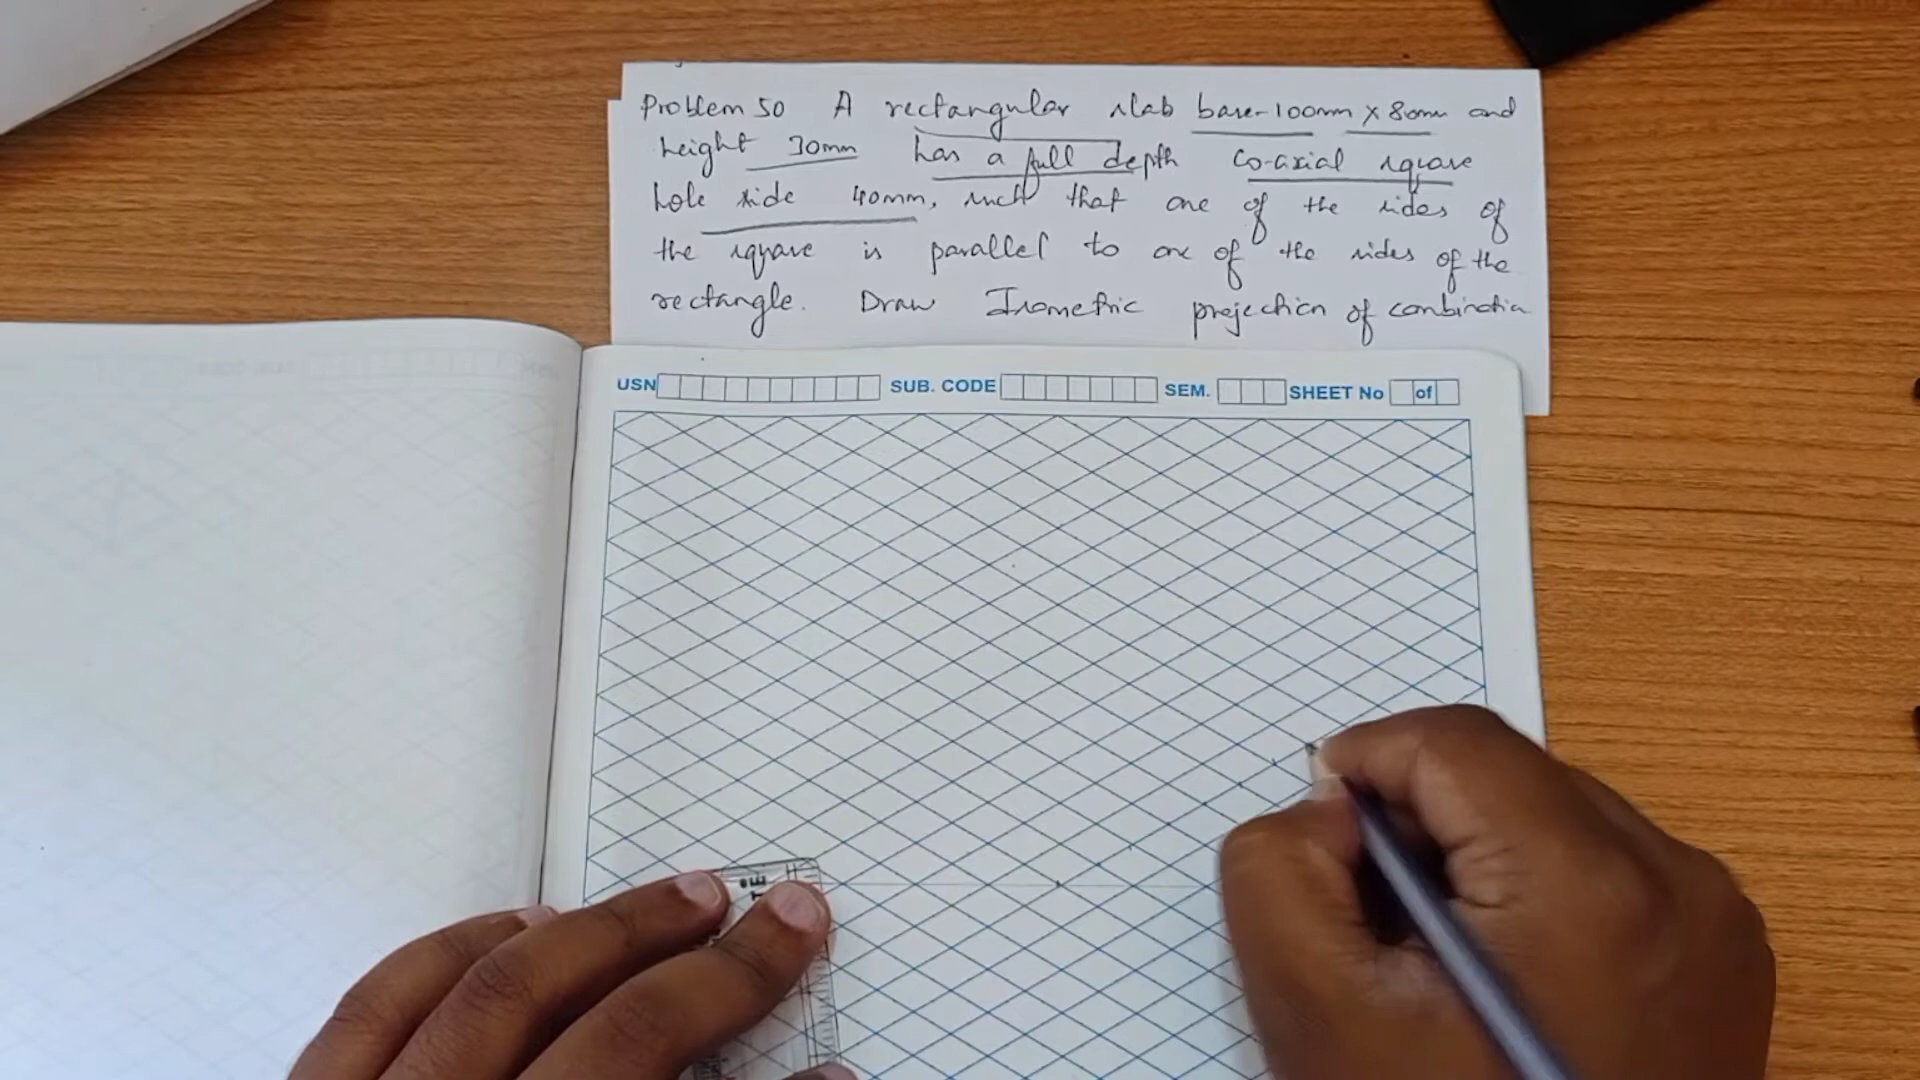 Problem 50 A rectangular slab base-100mm x 80mm and
height 30mm has a full depth co-axial square
hole side 40mm, such that one of the sides of
the square is parallel to one of the sides of the
rectangle. Draw Isometric projection of combinatio
USN SUB. CODE SEM. SHEET No of